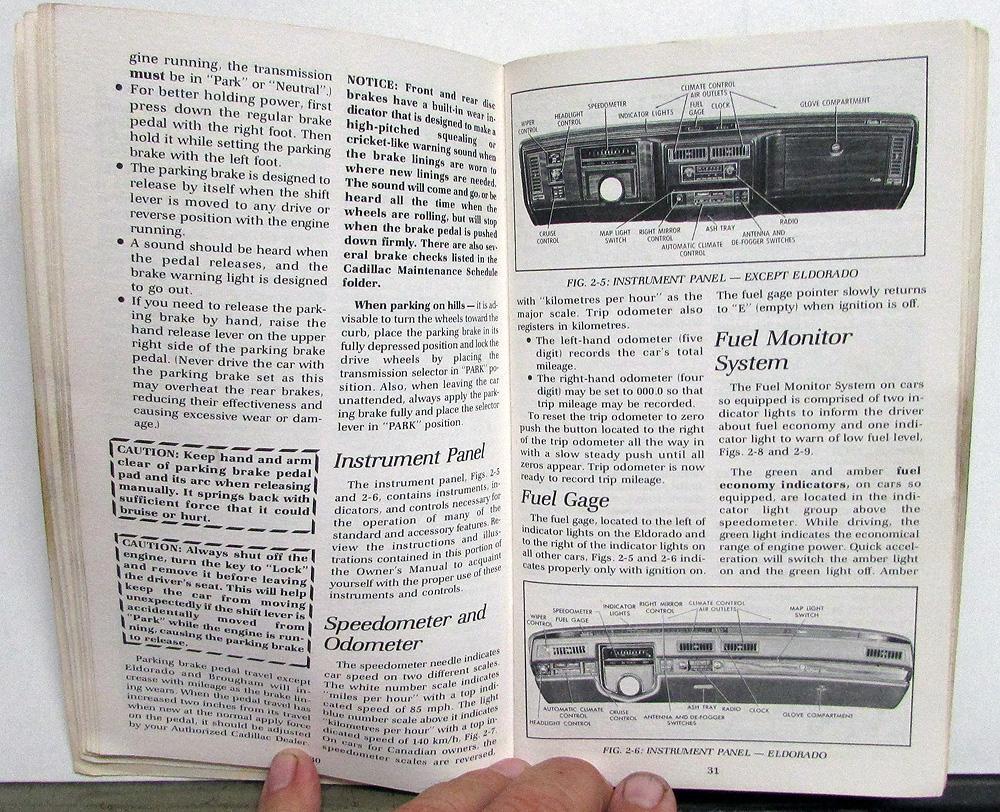 gine running, the transmission
must be in "Park" or "Neutral".)
• For better holding power, first
press down the regular brake
pedal with the right foot. Then
hold it while setting the parking
brake with the left foot.
• The parking brake is designed to
release by itself when the shift
lever is moved to any drive or
reverse position with the engine
running.
• A sound should be heard when
the pedal releases, and the
brake warning light is designed
to go out.
• If you need to release the park-
ing brake by hand, raise the
hand release lever on the upper
right side of the parking brake
pedal. (Never drive the car with
the parking brake set as this
may overheat the rear brakes,
reducing their effectiveness and
causing excessive wear or dam-
age.)
CAUTION: Keep hand and arm
clear of parking brake pedal
pad and its arc when releasing
manually. It springs back with
sufficient force that it could
bruise or hurt.
CAUTION: Always shut off the
engine, turn the key to "Lock"
and remove it before leaving
the driver's seat. This will help
keep the car from moving
unexpectedly if the shift lever is
accidentally moved from
"Park" while the engine is run-
ning, causing the parking brake
to release.
Parking brake pedal travel except
Eldorado and Brougham will in-
crease with mileage as the brake lin-
ing wears. When the pedal travel has
increased two inches from its travel
when new at the normal apply force
on the pedal, it should be adjusted
by your Authorized Cadillac Dealer.
30
NOTICE: Front and rear disc
brakes have a built-in wear in-
dicator that is designed to make a
high-pitched squealing or
cricket-like warning sound when
the brake linings are worn to
where new linings are needed.
The sound will come and go, or be
heard all the time when the
wheels are rolling, but will stop
when the brake pedal is pushed
down firmly. There are also sev-
eral brake checks listed in the
Cadillac Maintenance Schedule
folder.
When parking on hills — it is ad-
visable to turn the wheels toward the
curb, place the parking brake in its
fully depressed position and lock the
drive wheels by placing the
transmission selector in "PARK" po-
sition. Also, when leaving the car
unattended, always apply the park-
ing brake fully and place the selector
lever in "PARK" position.
Instrument Panel
The instrument panel, Figs. 2-5
and 2-6, contains instruments, in-
dicators, and controls necessary for
the operation of many of the
standard and accessory features. Re-
view the instructions and illus-
trations contained in this portion of
the Owner's Manual to acquaint
yourself with the proper use of these
instruments and controls.
Speedometer and
Odometer
The speedometer needle indicates
car speed on two different scales.
The white number scale indicates
"miles per hour" with a top indi-
cated speed of 85 mph. The light
blue number scale above it indicates
"kilometres per hour" with a top in-
dicated speed of 140 km/h, Fig. 2-7.
On cars for Canadian owners, the
speedometer scales are reversed,
CLIMATE CONTROL
AIR OUTLETS
SPEEDOMETER
FUEL
GAGE
CLOCK
GLOVE COMPARTMENT
HEADLIGHT
CONTROL
INDICATOR LIGHTS
WIPER
CONTROL
CRUISE
CONTROL
MAP LIGHT
SWITCH
RIGHT MIRROR
CONTROL
ASH TRAY
RADIO
AUTOMATIC CLIMATE
CONTROL
ANTENNA AND
DE-FOGGER SWITCHES
FIG. 2-5: INSTRUMENT PANEL — EXCEPT ELDORADO
with "kilometres per hour" as the
major scale. Trip odometer also
registers in kilometres.
• The left-hand odometer (five
digit) records the car's total
mileage.
• The right-hand odometer (four
digit) may be set to 000.0 so that
trip mileage may be recorded.
To reset the trip odometer to zero
push the button located to the right
of the trip odometer all the way in
with a slow steady push until all
zeros appear. Trip odometer is now
ready to record trip mileage.
Fuel Gage
The fuel gage, located to the left of
indicator lights on the Eldorado and
to the right of the indicator lights on
all other cars, Figs. 2-5 and 2-6 indi-
cates properly only with ignition on.
The fuel gage pointer slowly returns
to "E" (empty) when ignition is off.
Fuel Monitor
System
The Fuel Monitor System on cars
so equipped is comprised of two in-
dicator lights to inform the driver
about fuel economy and one indi-
cator light to warn of low fuel level,
Figs. 2-8 and 2-9.
The green and amber fuel
economy indicators, on cars so
equipped, are located in the indi-
cator light group above the
speedometer. While driving, the
green light indicates the economical
range of engine power. Quick accel-
eration will switch the amber light
on and the green light off. Amber
WIPER
CONTROL
SPEEDOMETER
FUEL GAGE
INDICATOR
LIGHTS
RIGHT MIRROR
CONTROL
CLIMATE CONTROL
AIR OUTLETS
MAP LIGHT
SWITCH
AUTOMATIC CLIMATE
CONTROL
HEADLIGHT CONTROL
CRUISE
CONTROL
ASH TRAY
RADIO
CLOCK
ANTENNA AND DE-FOGGER
SWITCHES
GLOVE COMPARTMENT
FIG. 2-6: INSTRUMENT PANEL — ELDORADO
31